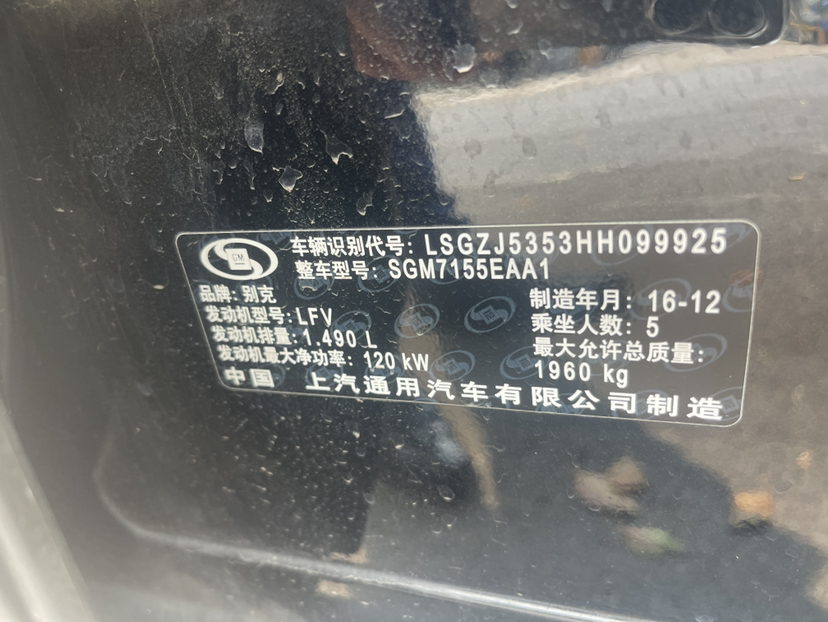 GM
车辆识别代号: LSGZJ5353HH099925
整车型号: SGM7155EAA1
品牌: 别克
制造年月: 16-12
发动机型号: LFV
乘坐人数: 5
发动机排量: 1.490 L
最大允许总质量:
发动机最大净功率: 120 kW
1960 kg
中国 上汽通用汽车有限公司制造